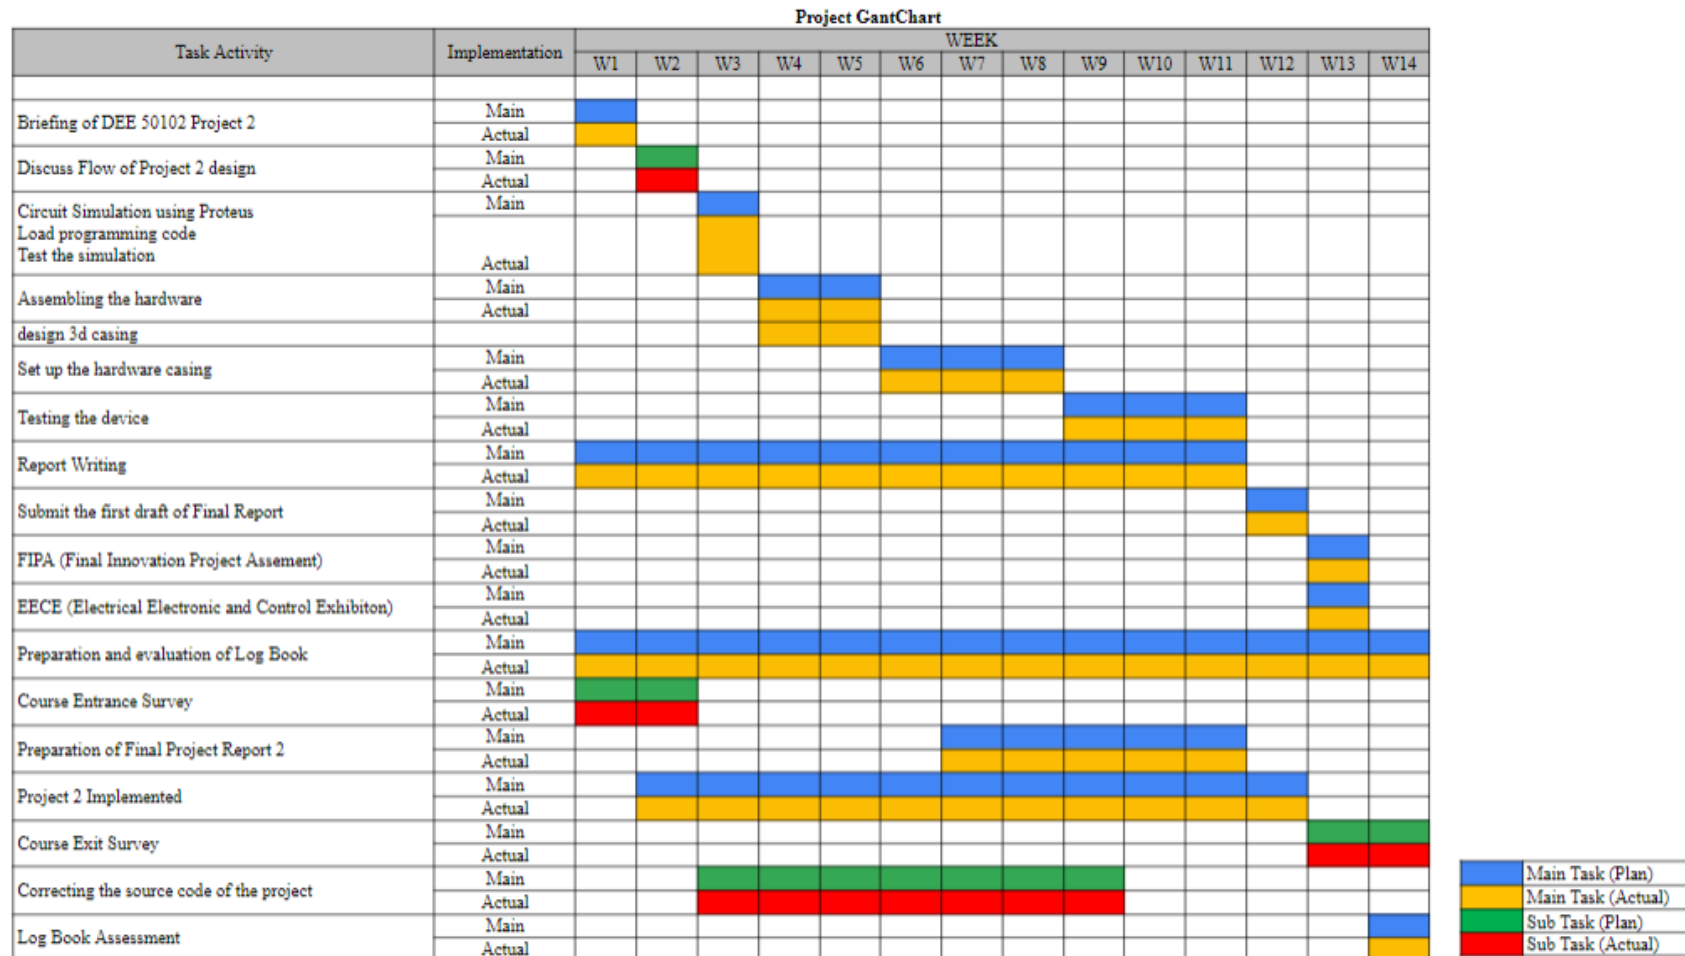 Project GantChart
Task Activity Implementation WEEK
W1 W2 W3 W4 W5 W6 W7 W8 W9 W10 W11 W12 W13 W14
Briefing of DEE 50102 Project 2
Main
Actual
Discuss Flow of Project 2 design
Main
Actual
Circuit Simulation using Proteus
Load programming code
Test the simulation
Main
Actual
Assembling the hardware
Main
Actual
design 3d casing
Set up the hardware casing
Main
Actual
Testing the device
Main
Actual
Report Writing
Main
Actual
Submit the first draft of Final Report
Main
Actual
FIPA (Final Innovation Project Assement)
Main
Actual
EECE (Electrical Electronic and Control Exhibiton)
Main
Actual
Preparation and evaluation of Log Book
Main
Actual
Course Entrance Survey
Main
Actual
Preparation of Final Project Report 2
Main
Actual
Project 2 Implemented
Main
Actual
Course Exit Survey
Main
Actual
Correcting the source code of the project
Main
Actual
Log Book Assessment
Main
Actual
Main Task (Plan)
Main Task (Actual)
Sub Task (Plan)
Sub Task (Actual)